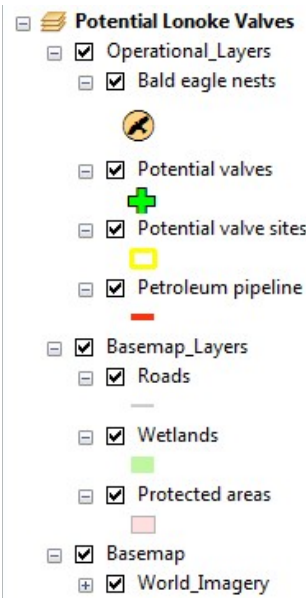 Potential Lonoke Valves
Operational_Layers
Bald eagle nests
Potential valves
Potential valve sites
Petroleum pipeline
Basemap_Layers
Roads
Wetlands
Protected areas
Basemap
World_Imagery